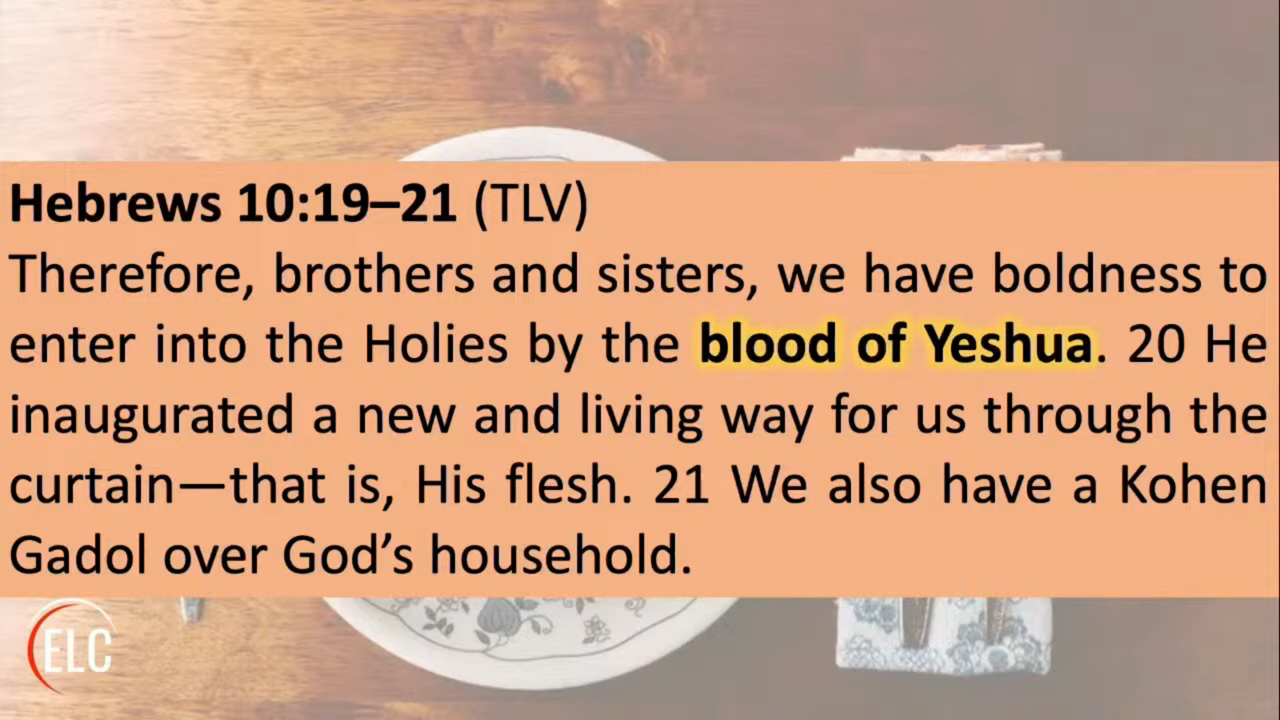 Hebrews 10:19–21 (TLV)
Therefore, brothers and sisters, we have boldness to
enter into the Holies by the blood of Yeshua. 20 He
inaugurated a new and living way for us through the
curtain—that is, His flesh. 21 We also have a Kohen
Gadol over God’s household.
ELC